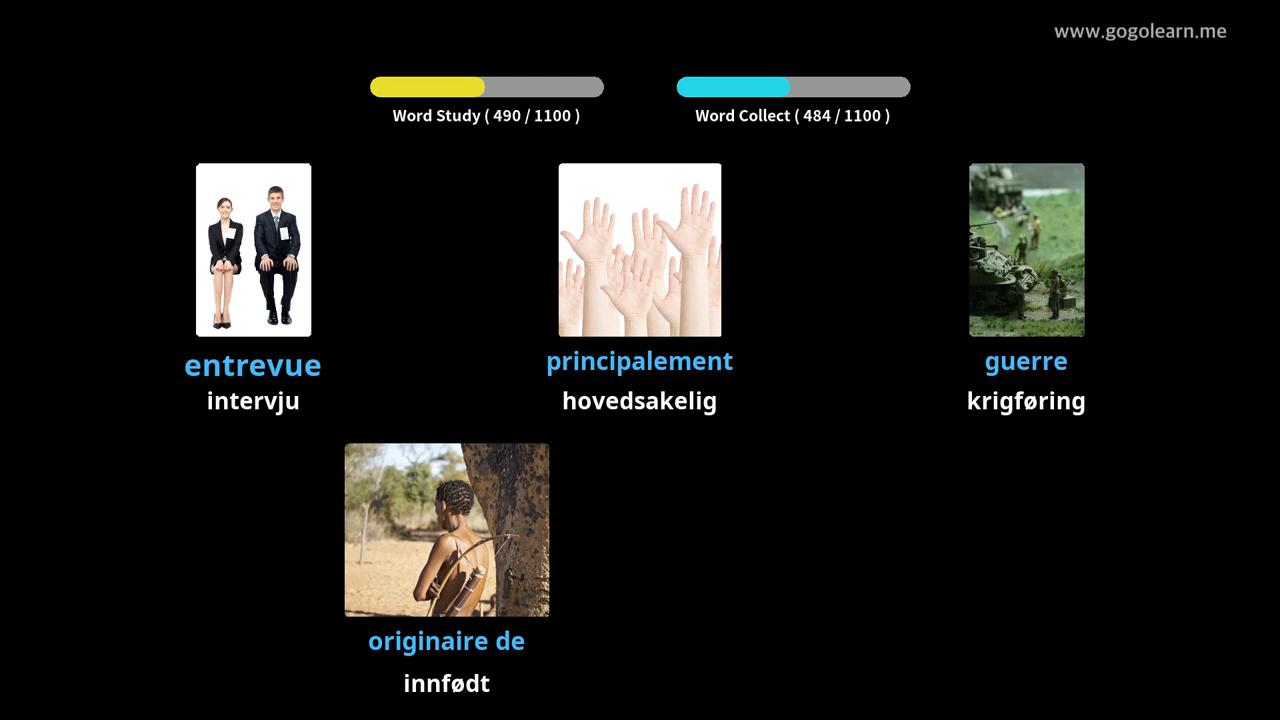 www.gogolearn.me
Word Study ( 490 / 1100 )
Word Collect ( 484 / 1100 )
entrevue
intervju
principalement
hovedsakelig
guerre
krigføring
originaire de
innfødt